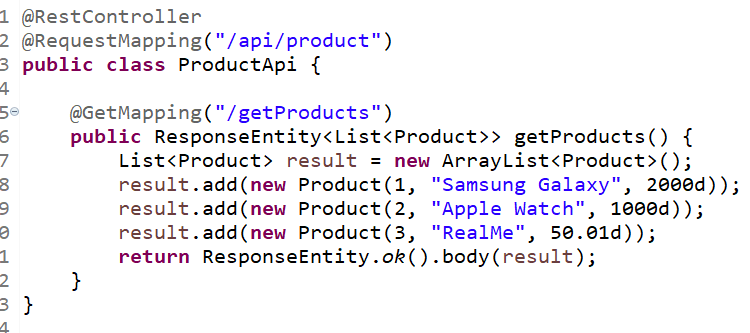 1 @RestController
2 @RequestMapping("/api/product")
3 public class ProductApi {
4
5 @GetMapping("/getProducts")
6 public ResponseEntity<List<Product>> getProducts() {
7 List<Product> result = new ArrayList<Product>();
8 result.add(new Product(1, "Samsung Galaxy", 2000d));
9 result.add(new Product(2, "Apple Watch", 1000d));
0 result.add(new Product(3, "RealMe", 50.01d));
1 return ResponseEntity.ok().body(result);
2 }
3 }
4